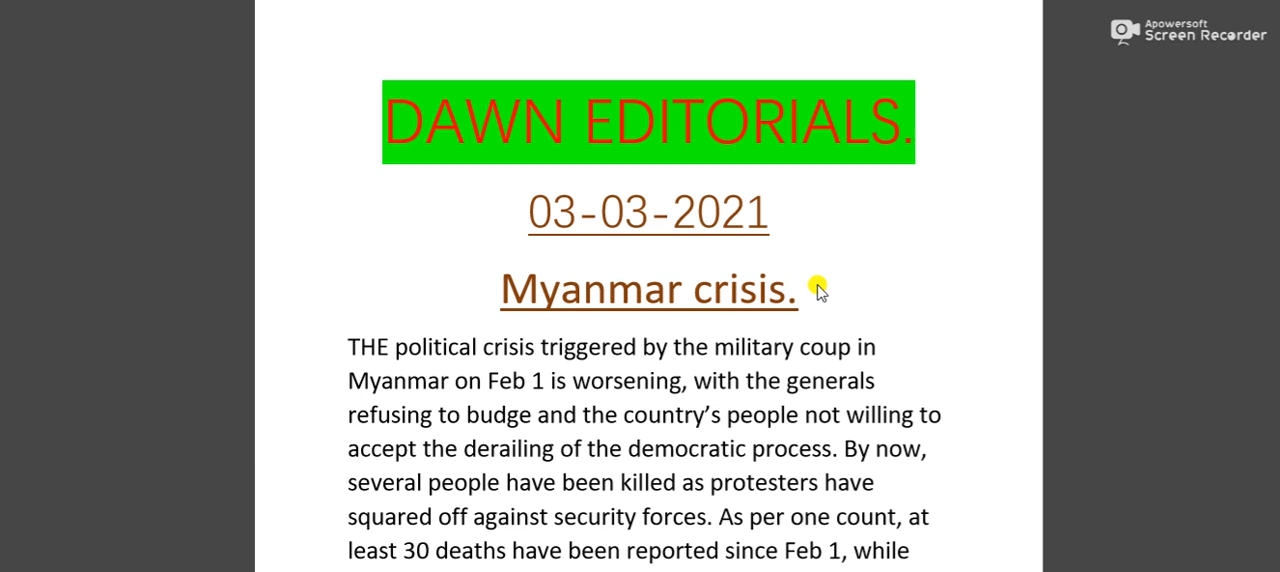 Apowersoft
Screen Recorder
DAWN EDITORIALS.
03-03-2021
Myanmar crisis.
THE political crisis triggered by the military coup in
Myanmar on Feb 1 is worsening, with the generals
refusing to budge and the country’s people not willing to
accept the derailing of the democratic process. By now,
several people have been killed as protesters have
squared off against security forces. As per one count, at
least 30 deaths have been reported since Feb 1, while